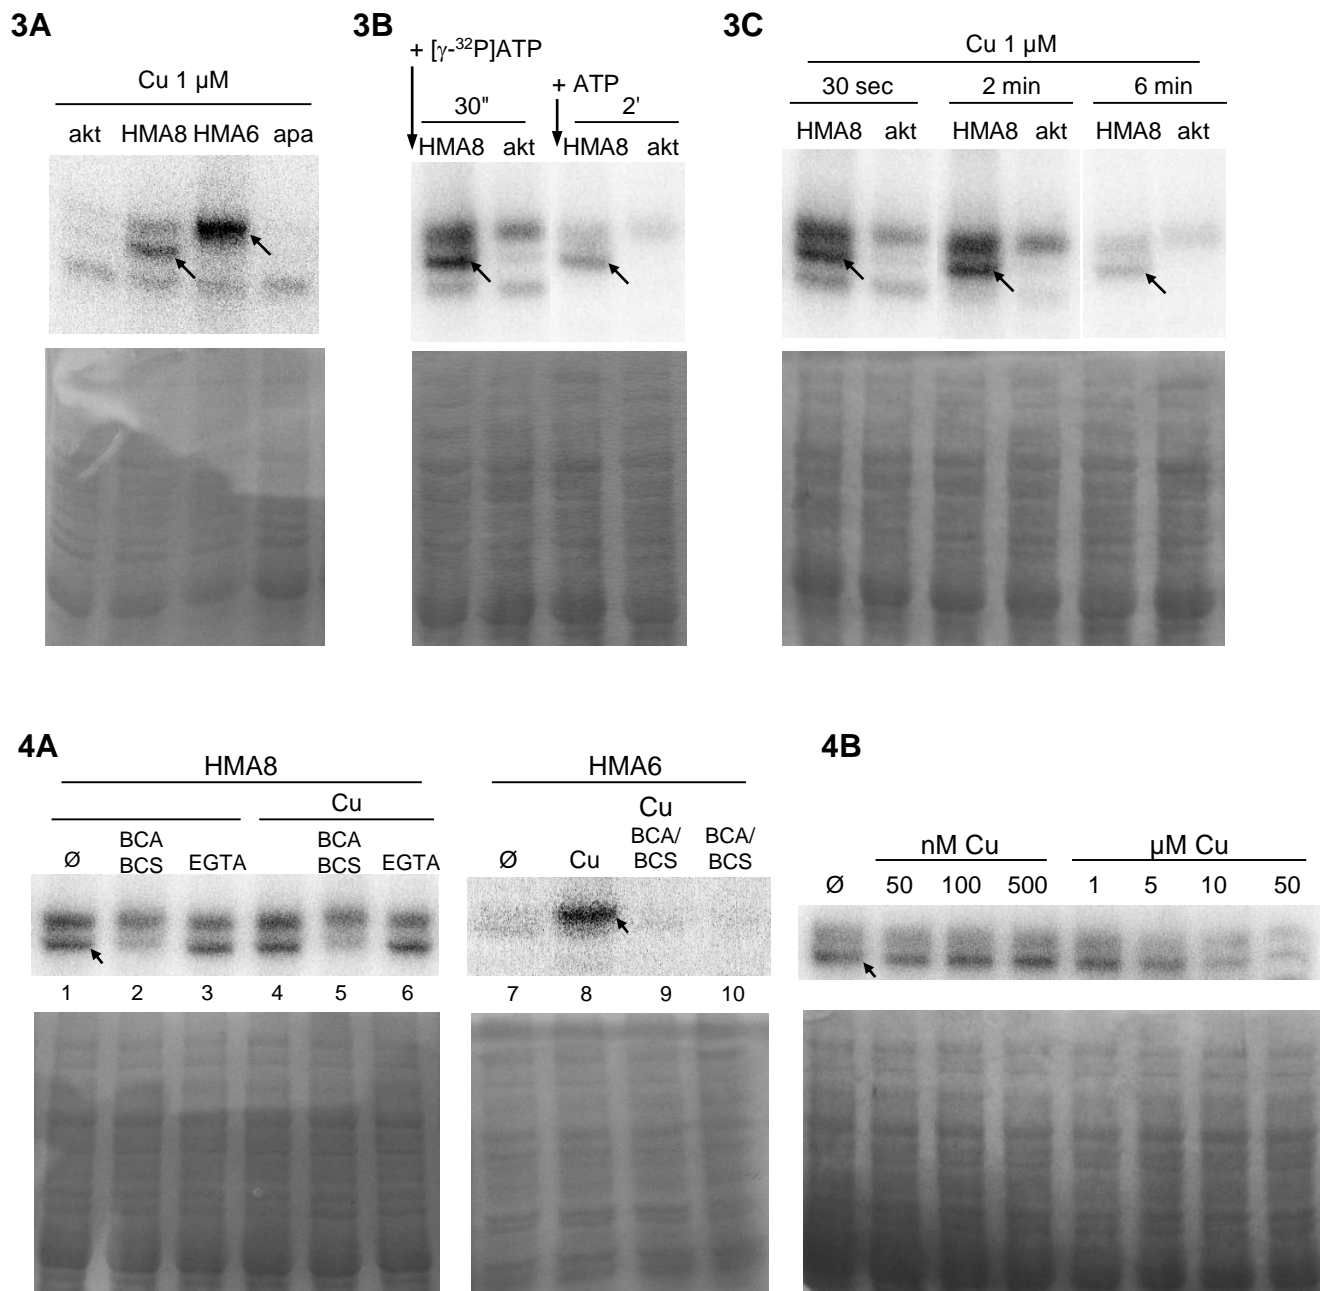 3A
Cu 1 µM
akt HMA8 HMA6 apa
3B
+ [γ-³²P]ATP
+ ATP
30" 2'
HMA8 akt HMA8 akt
3C
Cu 1 µM
30 sec 2 min 6 min
HMA8 akt HMA8 akt HMA8 akt
4A
HMA8
Cu
Ø BCA BCS EGTA BCA BCS EGTA
1 2 3 4 5 6
HMA6
Ø Cu Cu BCA/ BCS BCA/ BCS
7 8 9 10
4B
nM Cu µM Cu
Ø 50 100 500 1 5 10 50